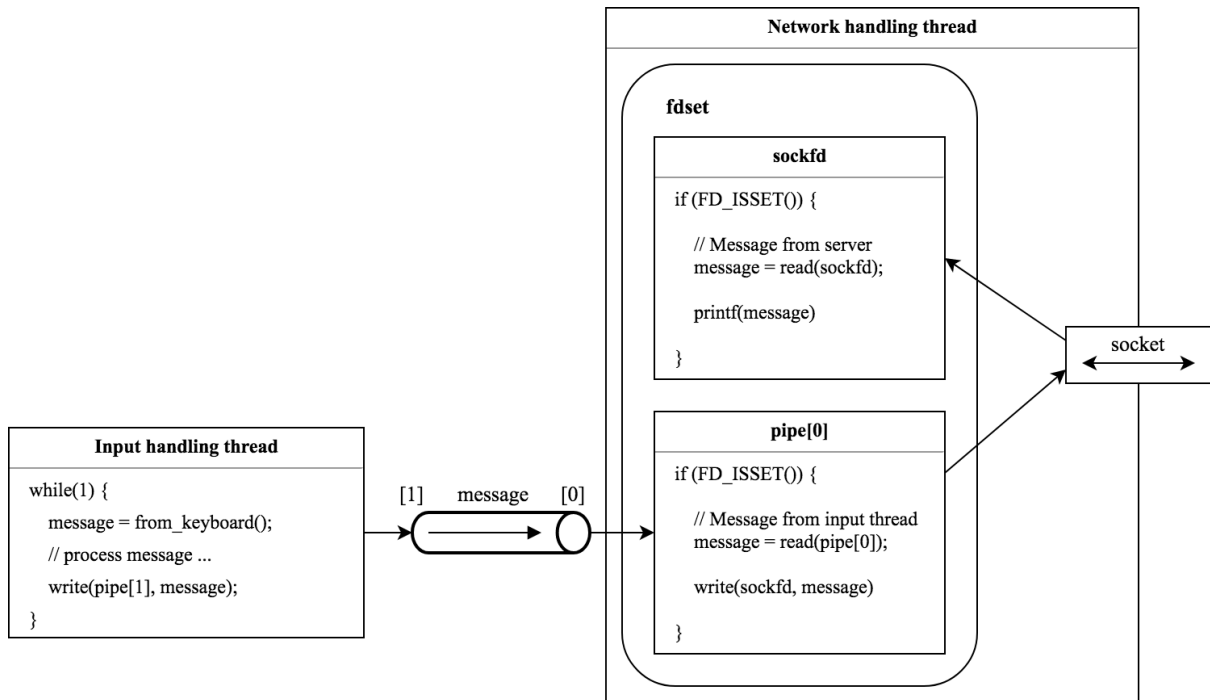 Network handling thread
fdset
sockfd
if (FD_ISSET()) {
// Message from server
message = read(sockfd);
printf(message)
}
socket
pipe[0]
if (FD_ISSET()) {
// Message from input thread
message = read(pipe[0]);
write(sockfd, message)
}
Input handling thread
while(1) {
message = from_keyboard();
// process message ...
write(pipe[1], message);
}
[1] message [0]